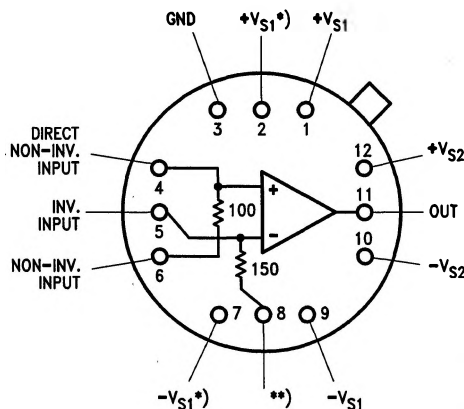 GND
+VS1*)
+VS1
3
2
1
DIRECT
NON-INV.
INPUT
4
+
12
+VS2
100
INV.
INPUT
5
-
11
OUT
150
10
-VS2
NON-INV.
INPUT
6
7
8
9
-VS1*)
**)
-VS1